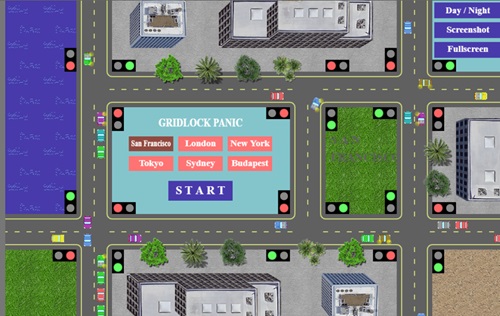 Day / Night
Screenshot
Fullscreen
GRIDLOCK PANIC
San Francisco London New York
Tokyo Sydney Budapest
START